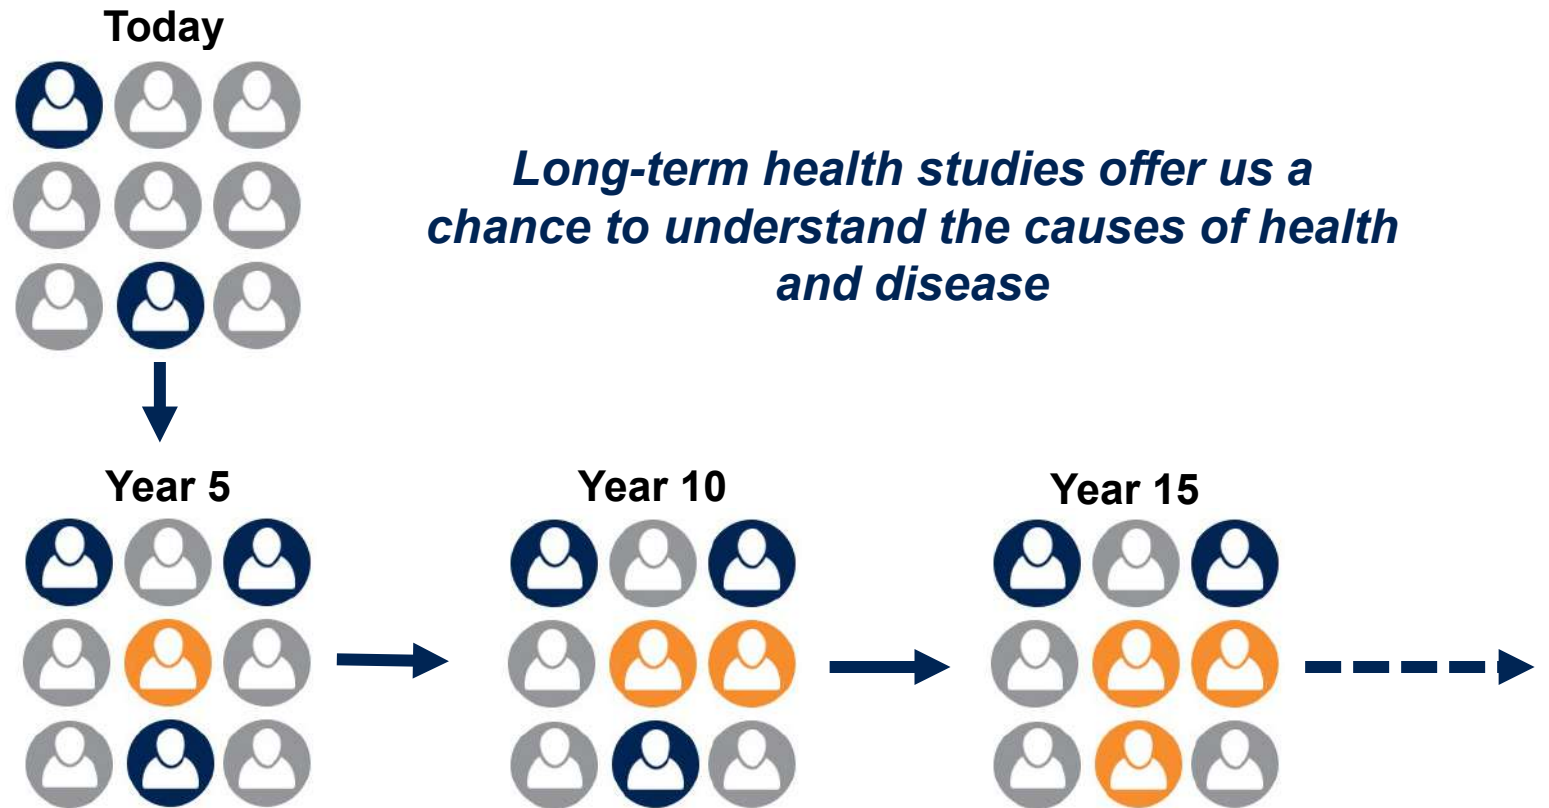 Today
Long-term health studies offer us a
chance to understand the causes of health
and disease
Year 5
Year 10
Year 15